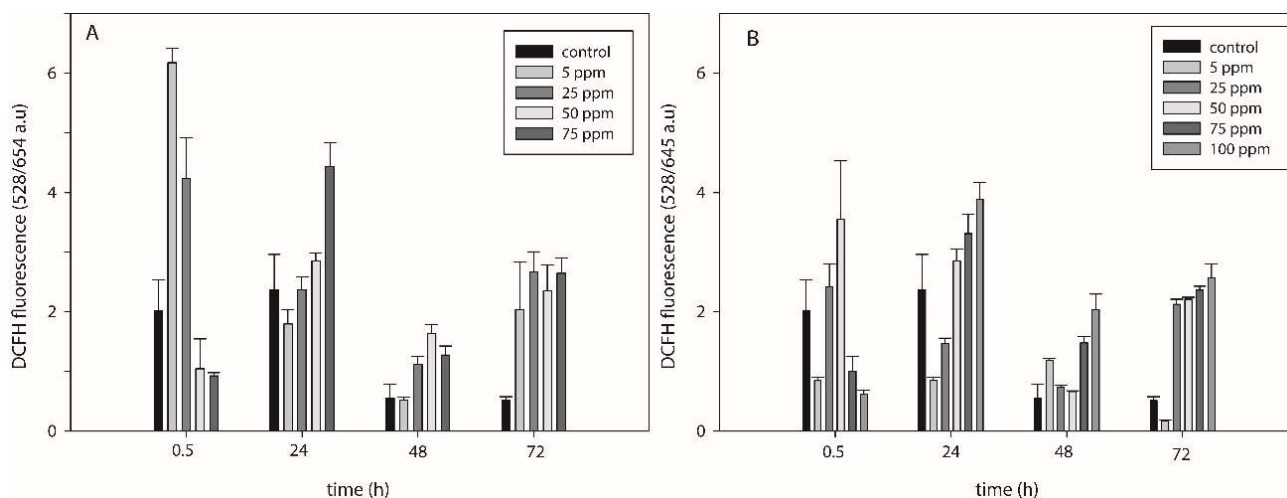 A
control
5 ppm
25 ppm
50 ppm
75 ppm
DCFH fluorescence (528/654 a.u)
6
4
2
0
0.5 24 48 72
time (h)
B
control
5 ppm
25 ppm
50 ppm
75 ppm
100 ppm
DCFH fluorescence (528/645 a.u)
6
4
2
0
0.5 24 48 72
time (h)